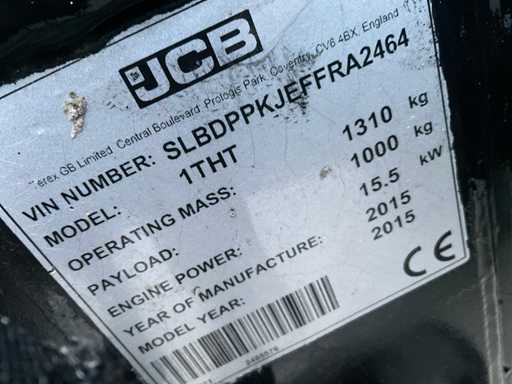 JCB
Terex GB Limited, Central Boulevard, Prologis Park, Coventry, CV6 4BX, England
VIN NUMBER: SLBDPPKJEFFRA2464
MODEL: 1THT
OPERATING MASS: 1310 kg
PAYLOAD: 1000 kg
ENGINE POWER: 15.5 kW
YEAR OF MANUFACTURE: 2015
MODEL YEAR: 2015
CE